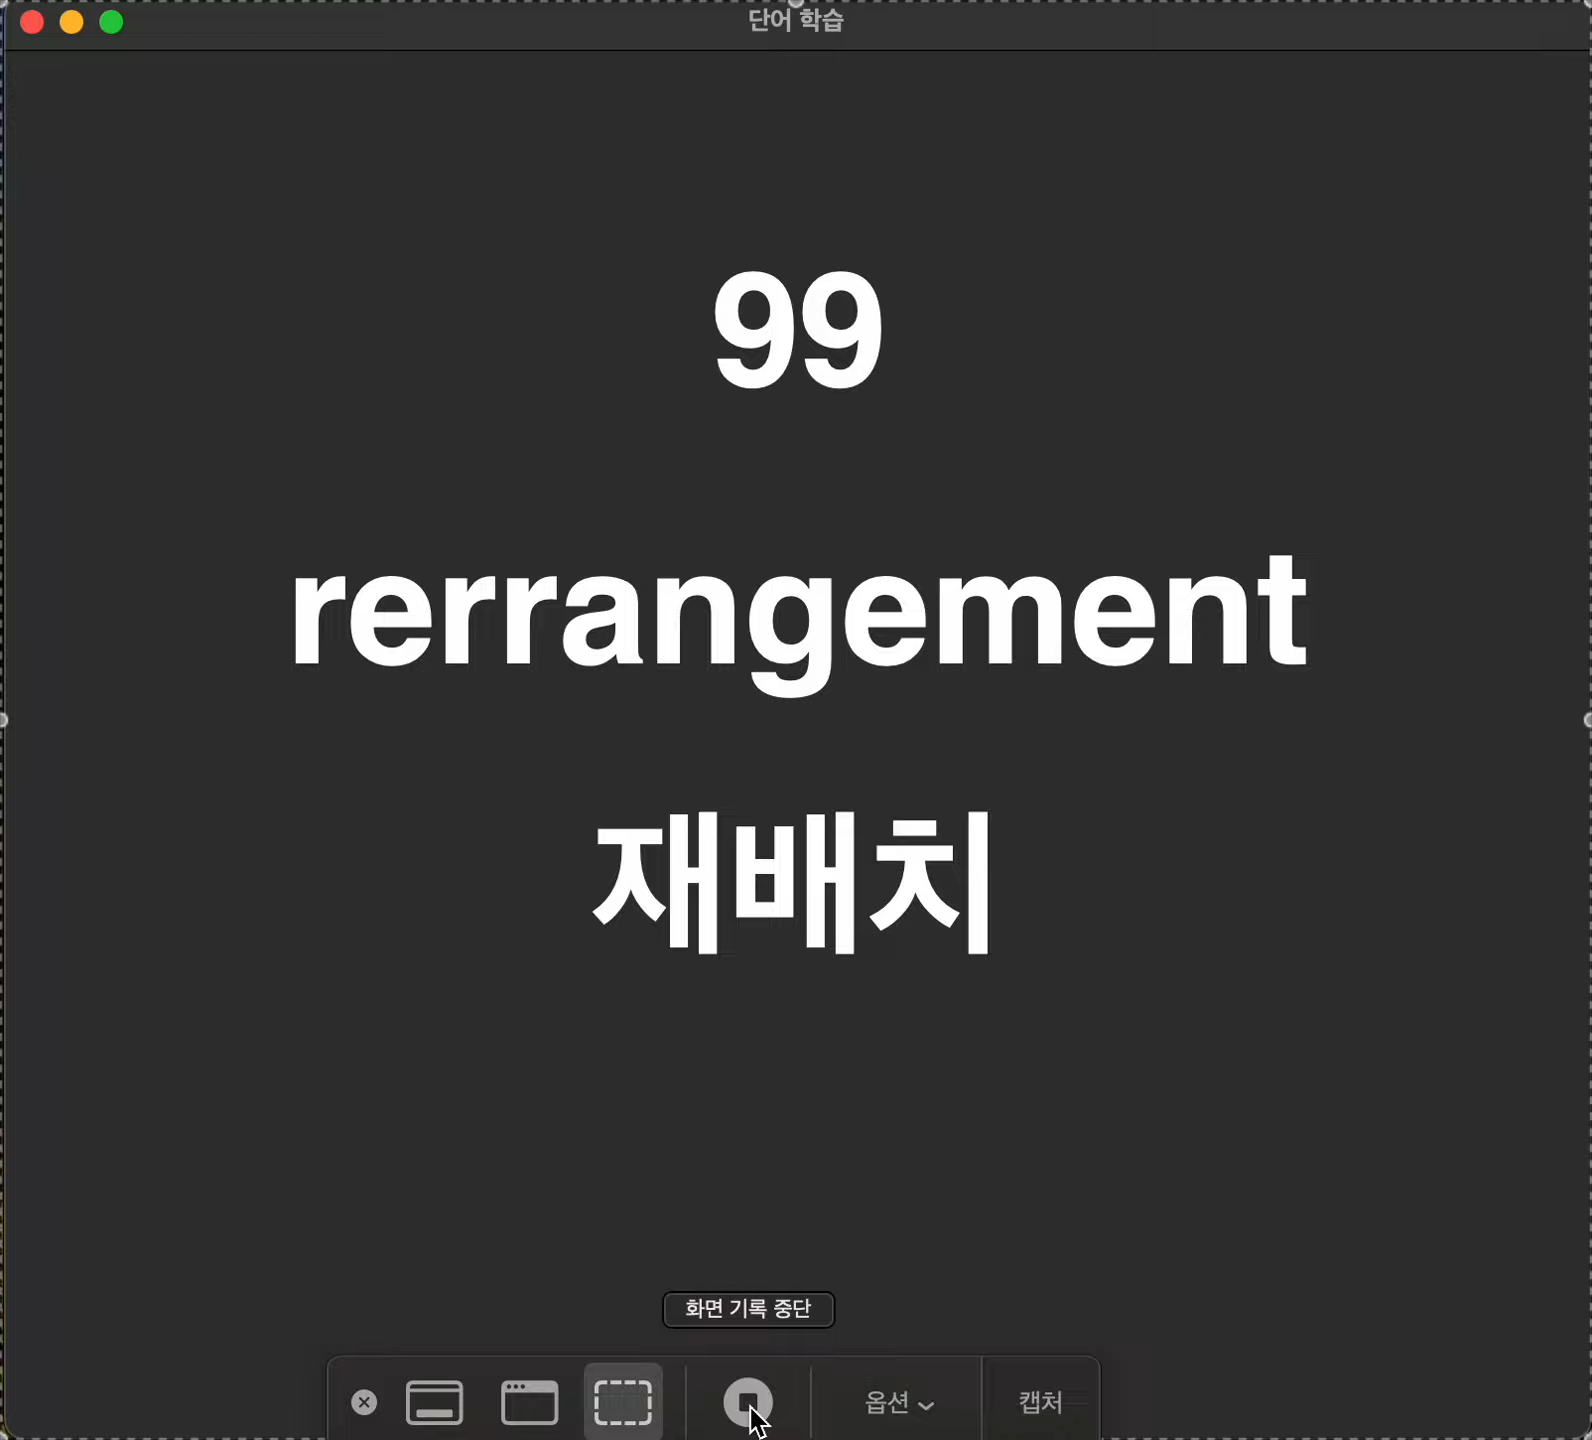 단어 학습
99
rerrangement
재배치
화면 기록 중단
옵션
캡처